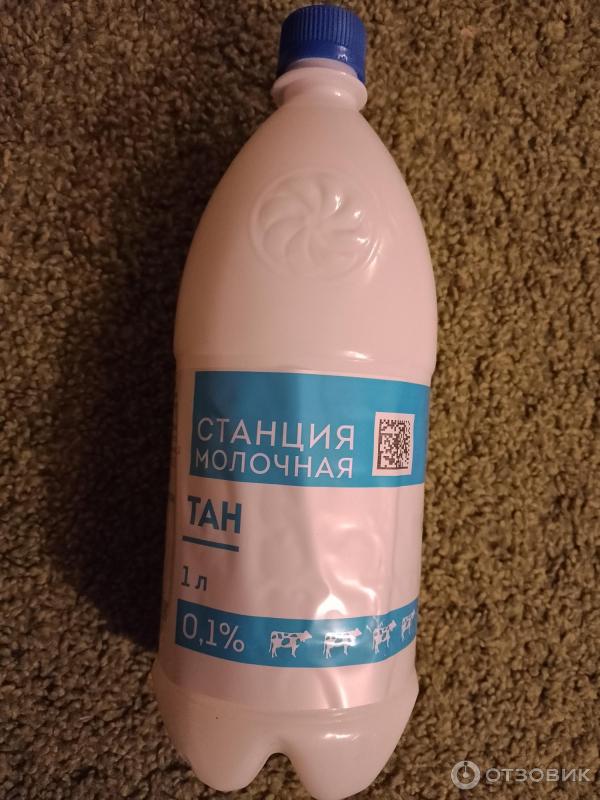 СТАНЦИЯ
МОЛОЧНАЯ
ТАН
1 л
0,1%
ОТЗОВИК